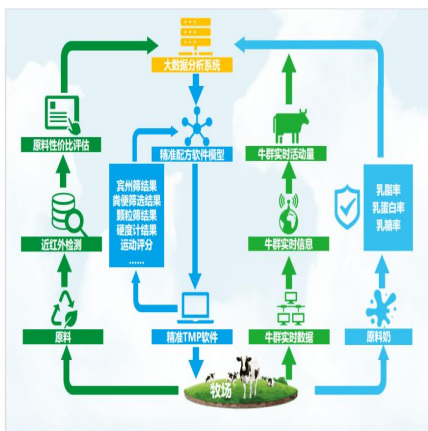 大数据分析系统
原料性价比评估
精准配方软件模型
牛群实时活动量
宾州筛结果
粪便筛选结果
颗粒筛结果
硬度计结果
运动评分
......
乳脂率
乳蛋白率
乳糖率
近红外检测
牛群实时信息
原料
精准TMP软件
牛群实时数据
原料奶
牧场